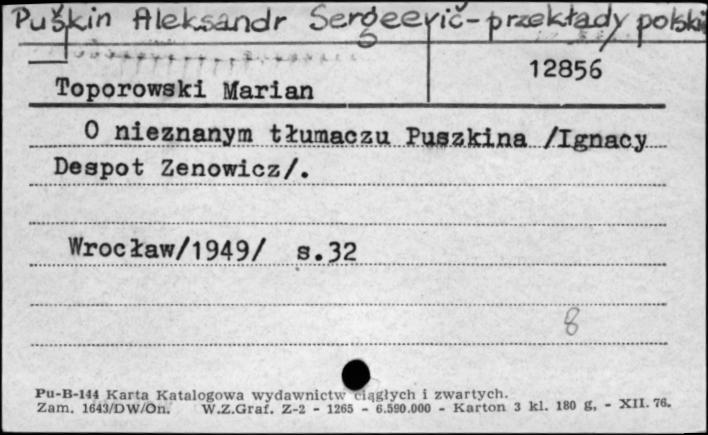 Puškin Aleksandr Sergeevič - przekłady polskie
12856
Toporowski Marian
O nieznanym tłumaczu Puszkina /Ignacy
Despot Zenowicz/.
Wrocław/1949/ s.32
8
Pu-B-144 Karta Katalogowa wydawnictw ciągłych i zwartych.
Zam. 1643/DW/On. W.Z.Graf. Z-2 - 1265 - 6.590.000 - Karton 3 kl. 180 g. - XII. 76.